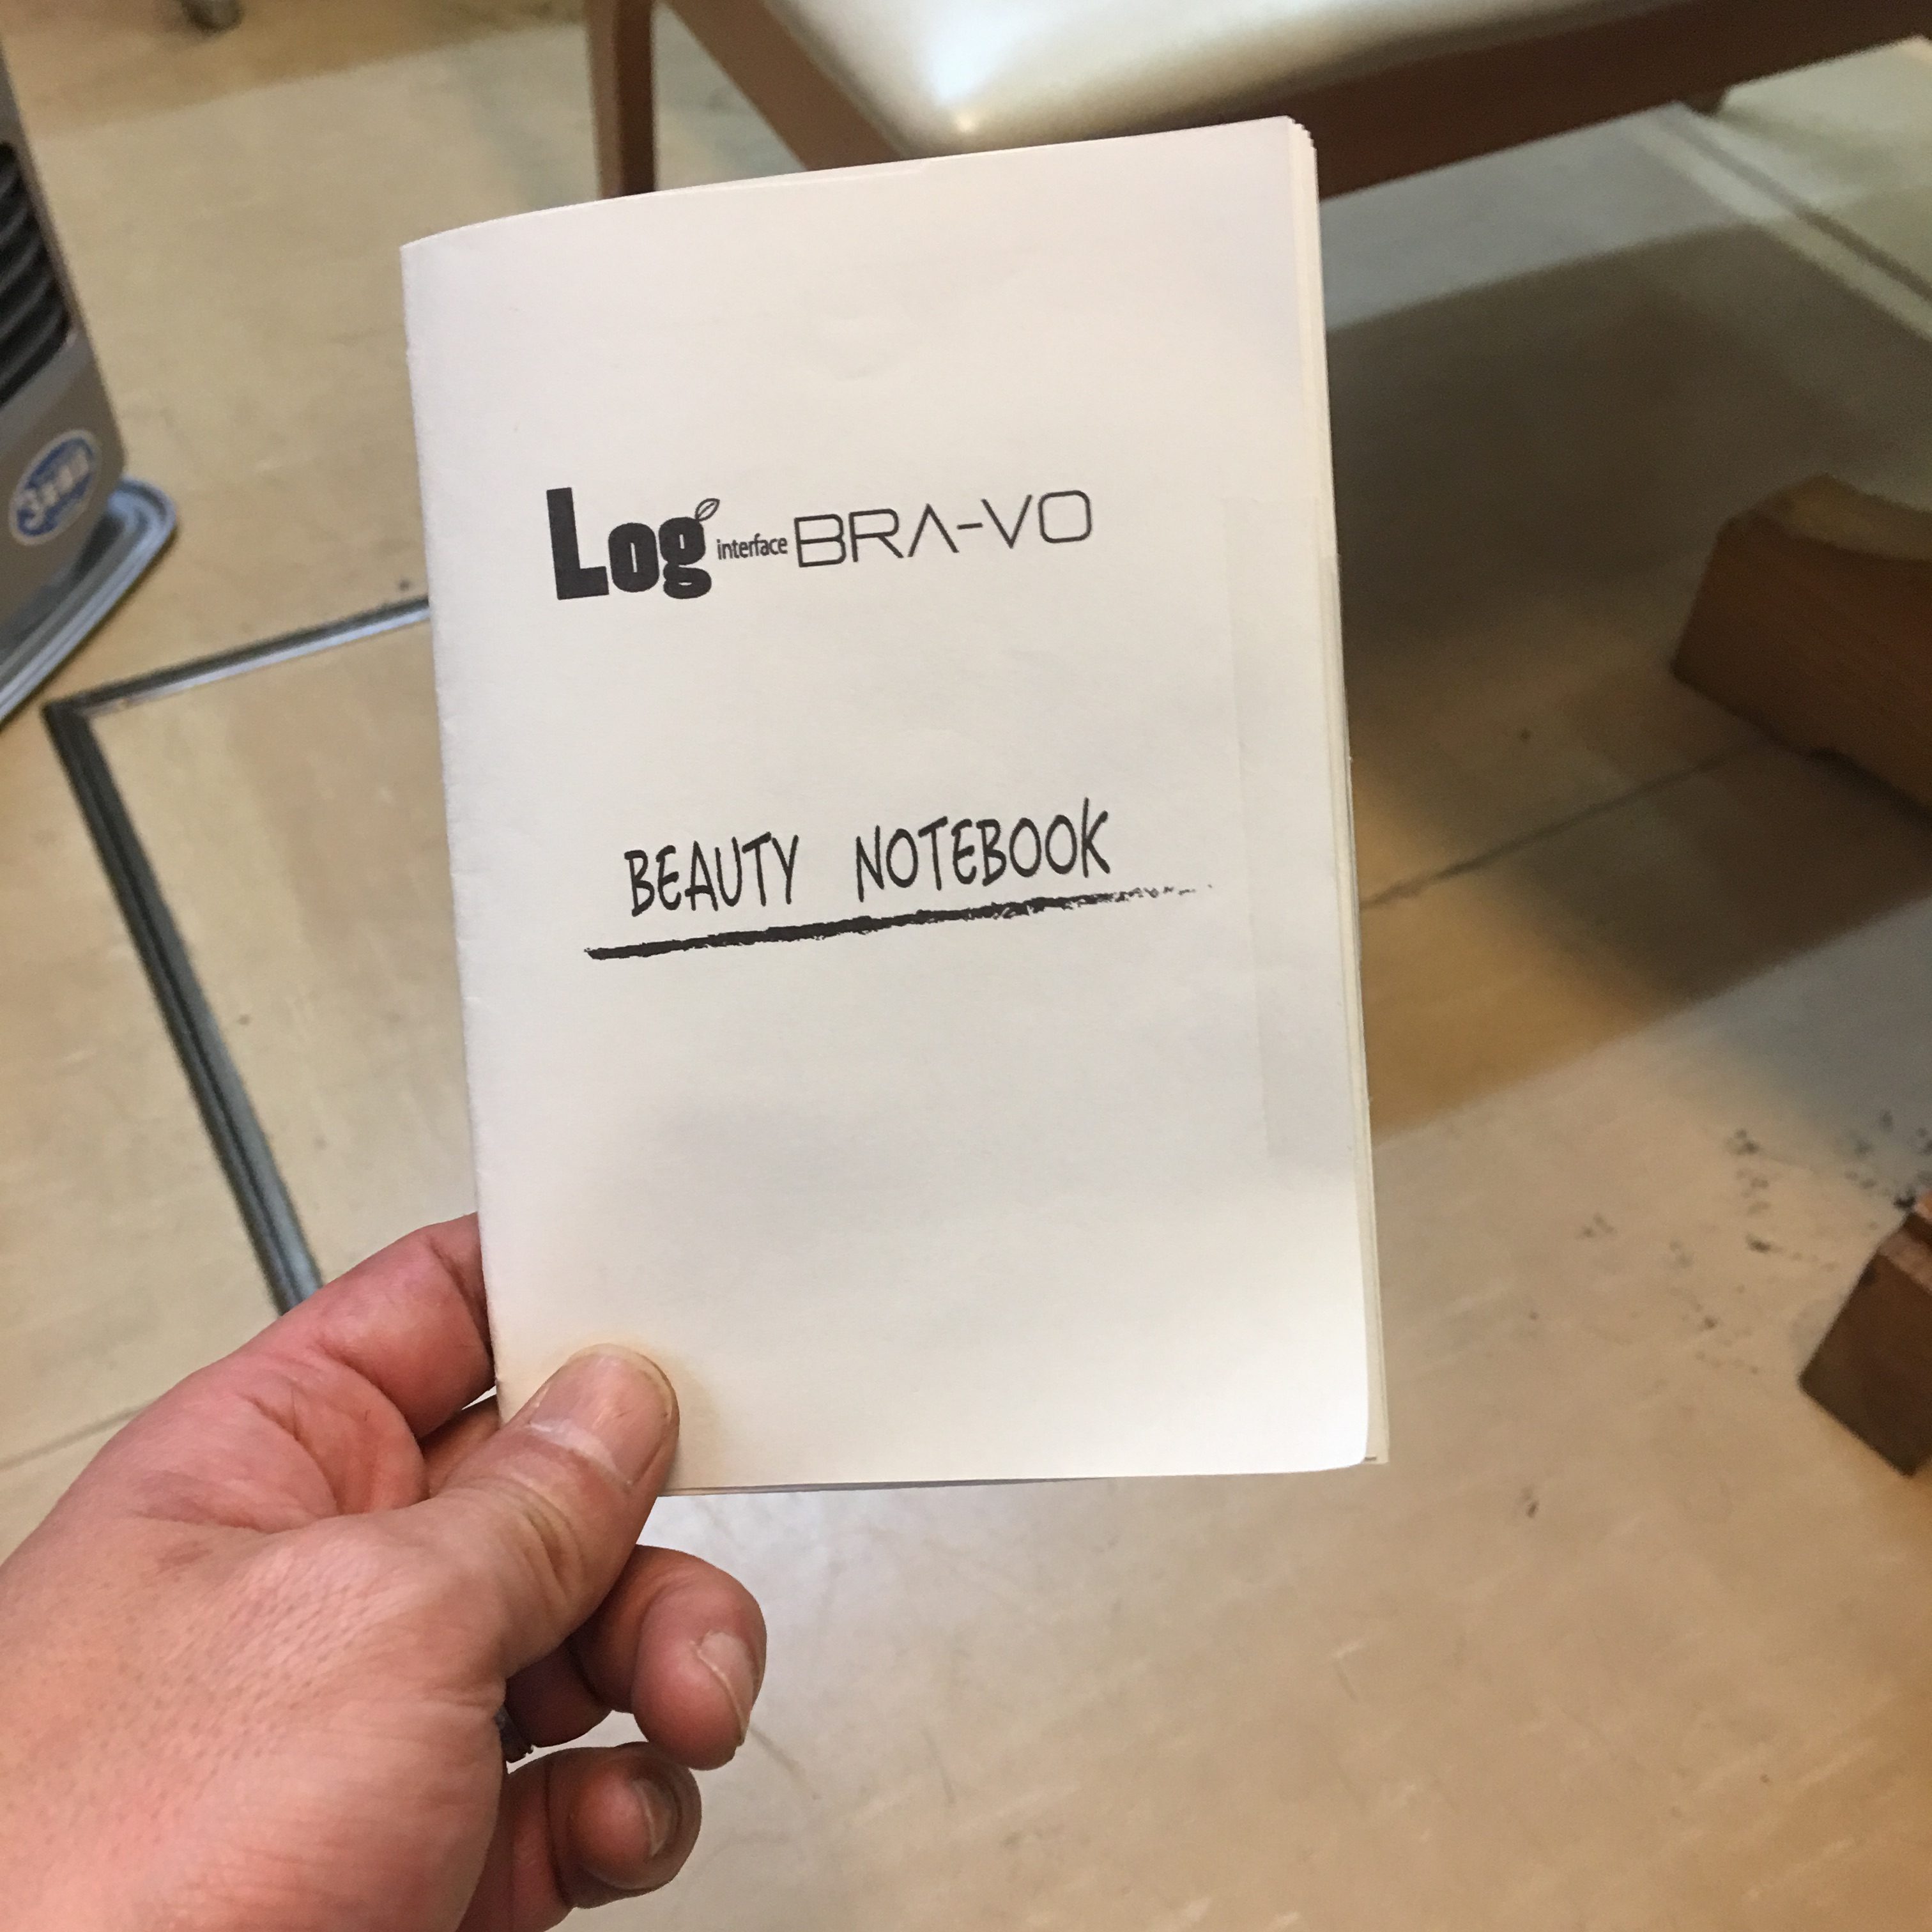 Log interface BRA-VO
BEAUTY NOTEBOOK